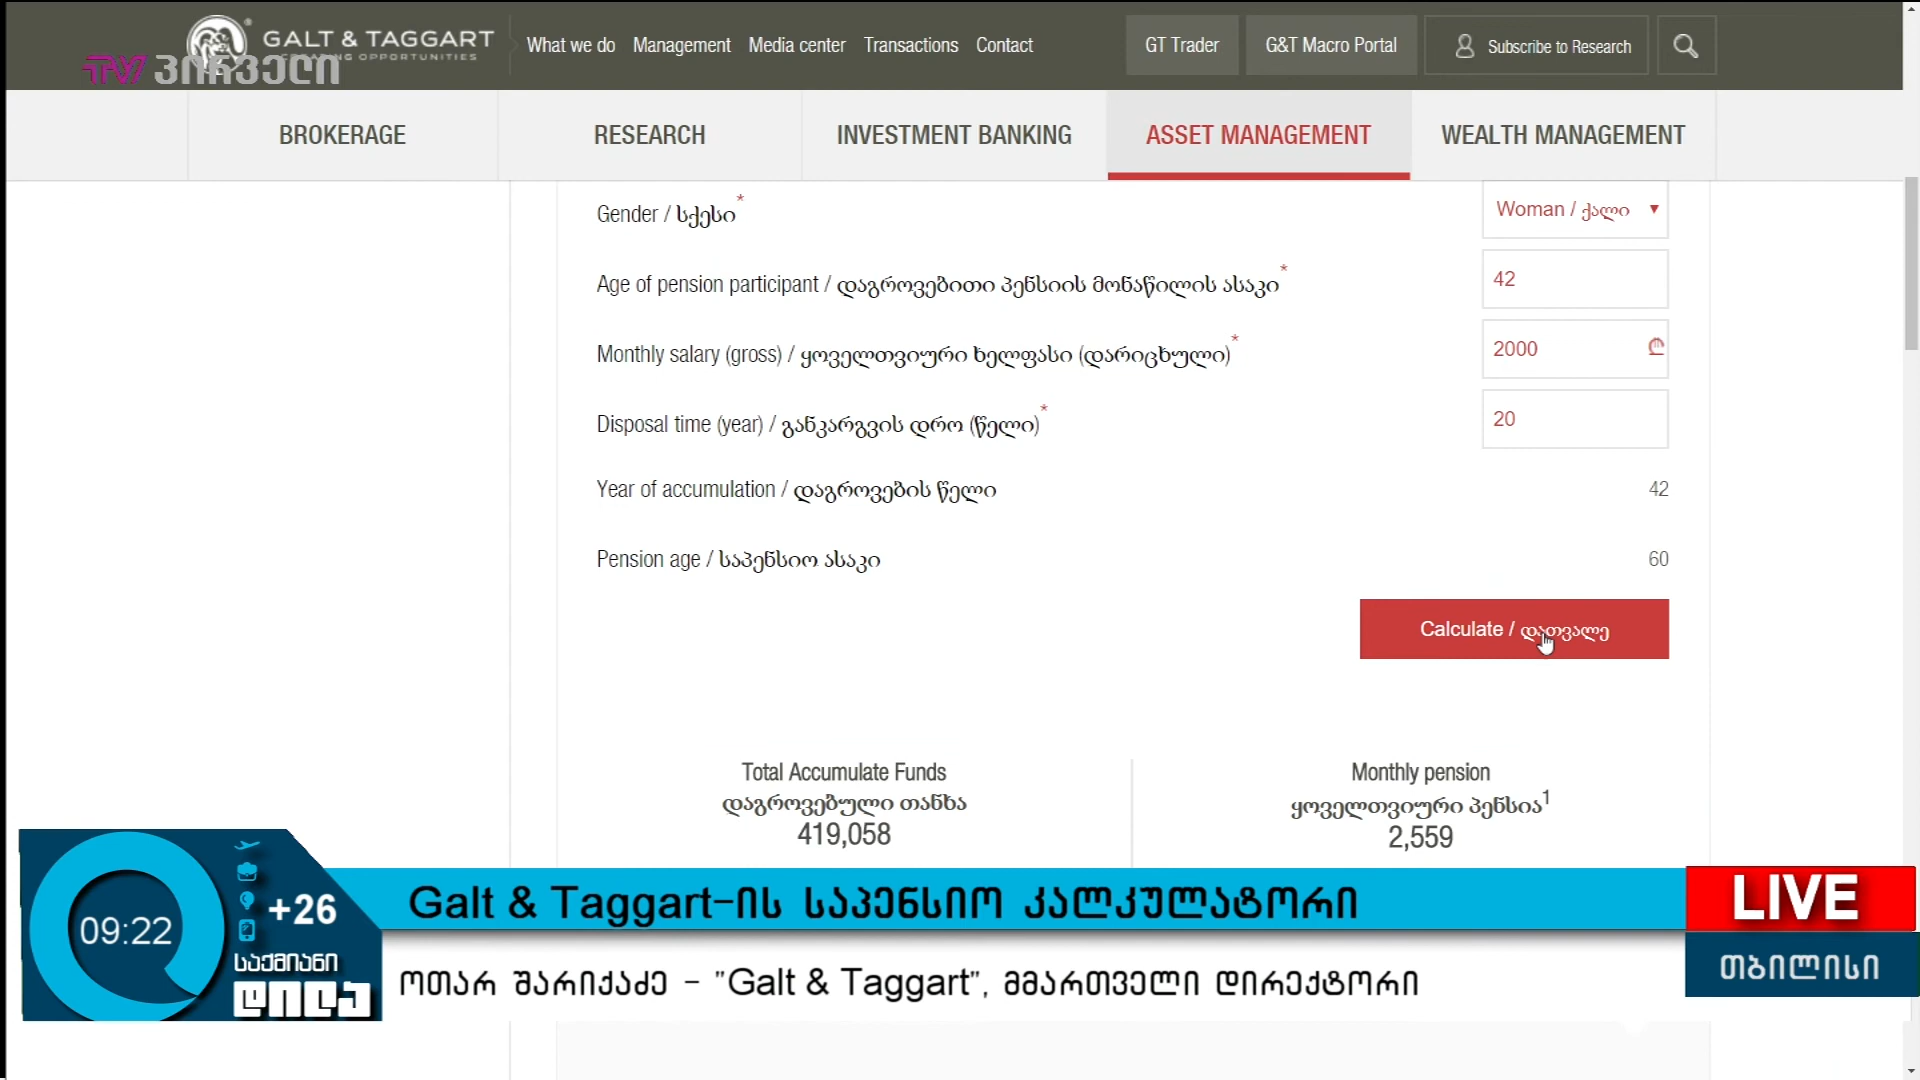 GALT & TAGGART
CREATING OPPORTUNITIES
What we do Management Media center Transactions Contact
GT Trader G&T Macro Portal Subscribe to Research
TV პირველი
BROKERAGE RESEARCH INVESTMENT BANKING ASSET MANAGEMENT WEALTH MANAGEMENT
Gender / სქესი* Woman / ქალი
Age of pension participant / დაგროვებითი პენსიის მონაწილის ასაკი* 42
Monthly salary (gross) / ყოველთვიური ხელფასი (დარიცხული)* 2000 ₾
Disposal time (year) / განკარგვის დრო (წელი)* 20
Year of accumulation / დაგროვების წელი 42
Pension age / საპენსიო ასაკი 60
Calculate / დათვალე
Total Accumulate Funds
დაგროვებული თანხა
419,058
Monthly pension
ყოველთვიური პენსია1
2,559
09:22
+26
საქმიანი
დილა
Galt & Taggart-ის საპენსიო კალკულატორი
LIVE
ოთარ შარიქაძე - "Galt & Taggart", მმართველი დირექტორი
თბილისი